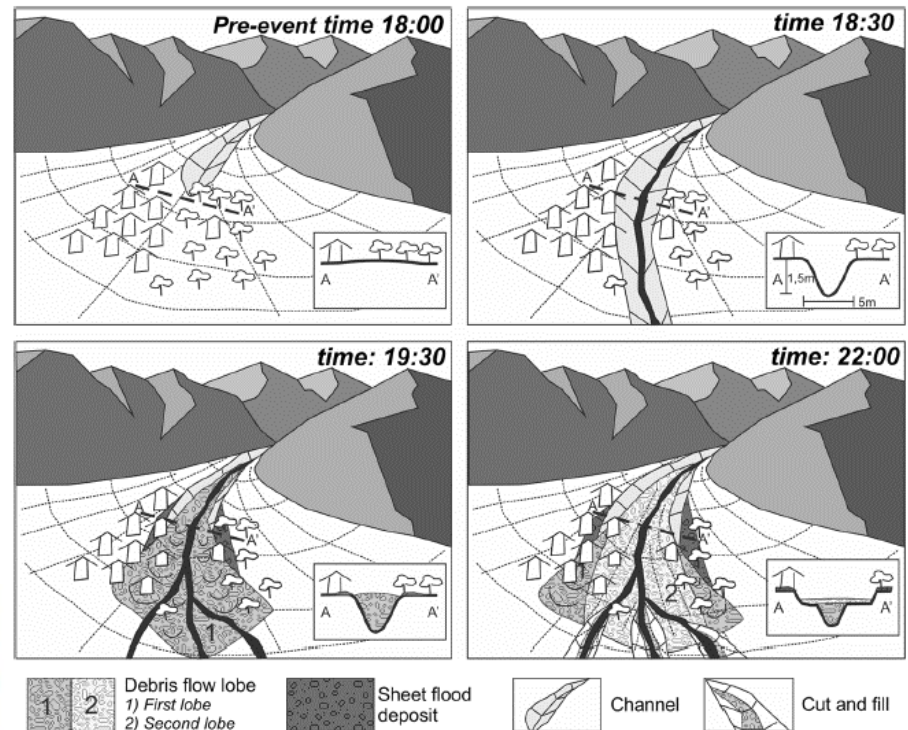 Pre-event time 18:00
A
A'
A
A'
time 18:30
A
A'
A
1,5m
A'
5m
time: 19:30
A
A'
1
A
A'
time: 22:00
A
A'
2
A
A'
1
2
Debris flow lobe
1) First lobe
2) Second lobe
Sheet flood
deposit
Channel
Cut and fill